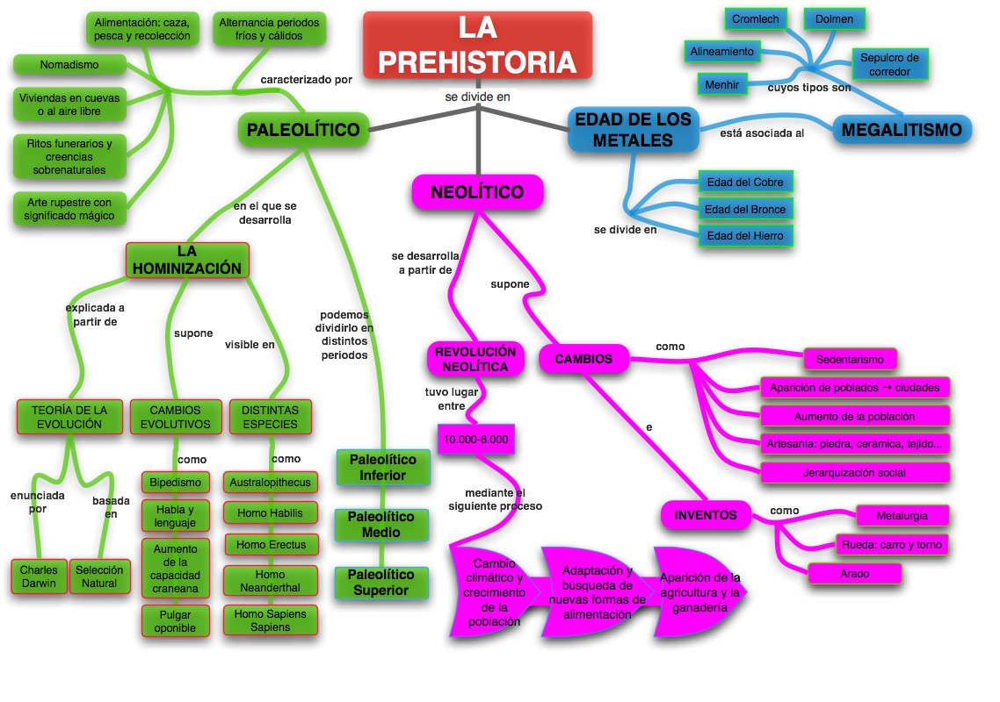 LA
PREHISTORIA
se divide en
PALEOLÍTICO
caracterizado por
Alimentación: caza,
pesca y recolección
Alternancia periodos
fríos y cálidos
Nomadismo
Viviendas en cuevas
o al aire libre
Ritos funerarios y
creencias
sobrenaturales
Arte rupestre con
significado mágico
en el que se
desarrolla
LA
HOMINIZACIÓN
explicada a
partir de
TEORÍA DE LA
EVOLUCIÓN
enunciada
por
Charles
Darwin
basada
en
Selección
Natural
supone
CAMBIOS
EVOLUTIVOS
como
Bipedismo
Habla y
lenguaje
Aumento
de la
capacidad
craneana
Pulgar
oponible
visible en
DISTINTAS
ESPECIES
como
Australopithecus
Homo Habilis
Homo Erectus
Homo
Neanderthal
Homo Sapiens
Sapiens
podemos
dividirlo en
distintos
periodos
Paleolítico
Inferior
Paleolítico
Medio
Paleolítico
Superior
NEOLÍTICO
se desarrolla
a partir de
REVOLUCIÓN
NEOLÍTICA
tuvo lugar
entre
10.000-6.000
mediante el
siguiente proceso
Cambio
climático y
crecimiento
de la
población
Adaptación y
búsqueda de
nuevas formas de
alimentación
Aparición de la
agricultura y la
ganadería
supone
CAMBIOS
como
Sedentarismo
Aparición de poblados → ciudades
Aumento de la población
Artesanía: piedra, cerámica, tejido...
Jerarquización social
e
INVENTOS
como
Metalurgia
Rueda: carro y torno
Arado
EDAD DE LOS
METALES
se divide en
Edad del Cobre
Edad del Bronce
Edad del Hierro
está asociada al
MEGALITISMO
cuyos tipos son
Cromlech
Dolmen
Alineamiento
Sepulcro de
corredor
Menhir